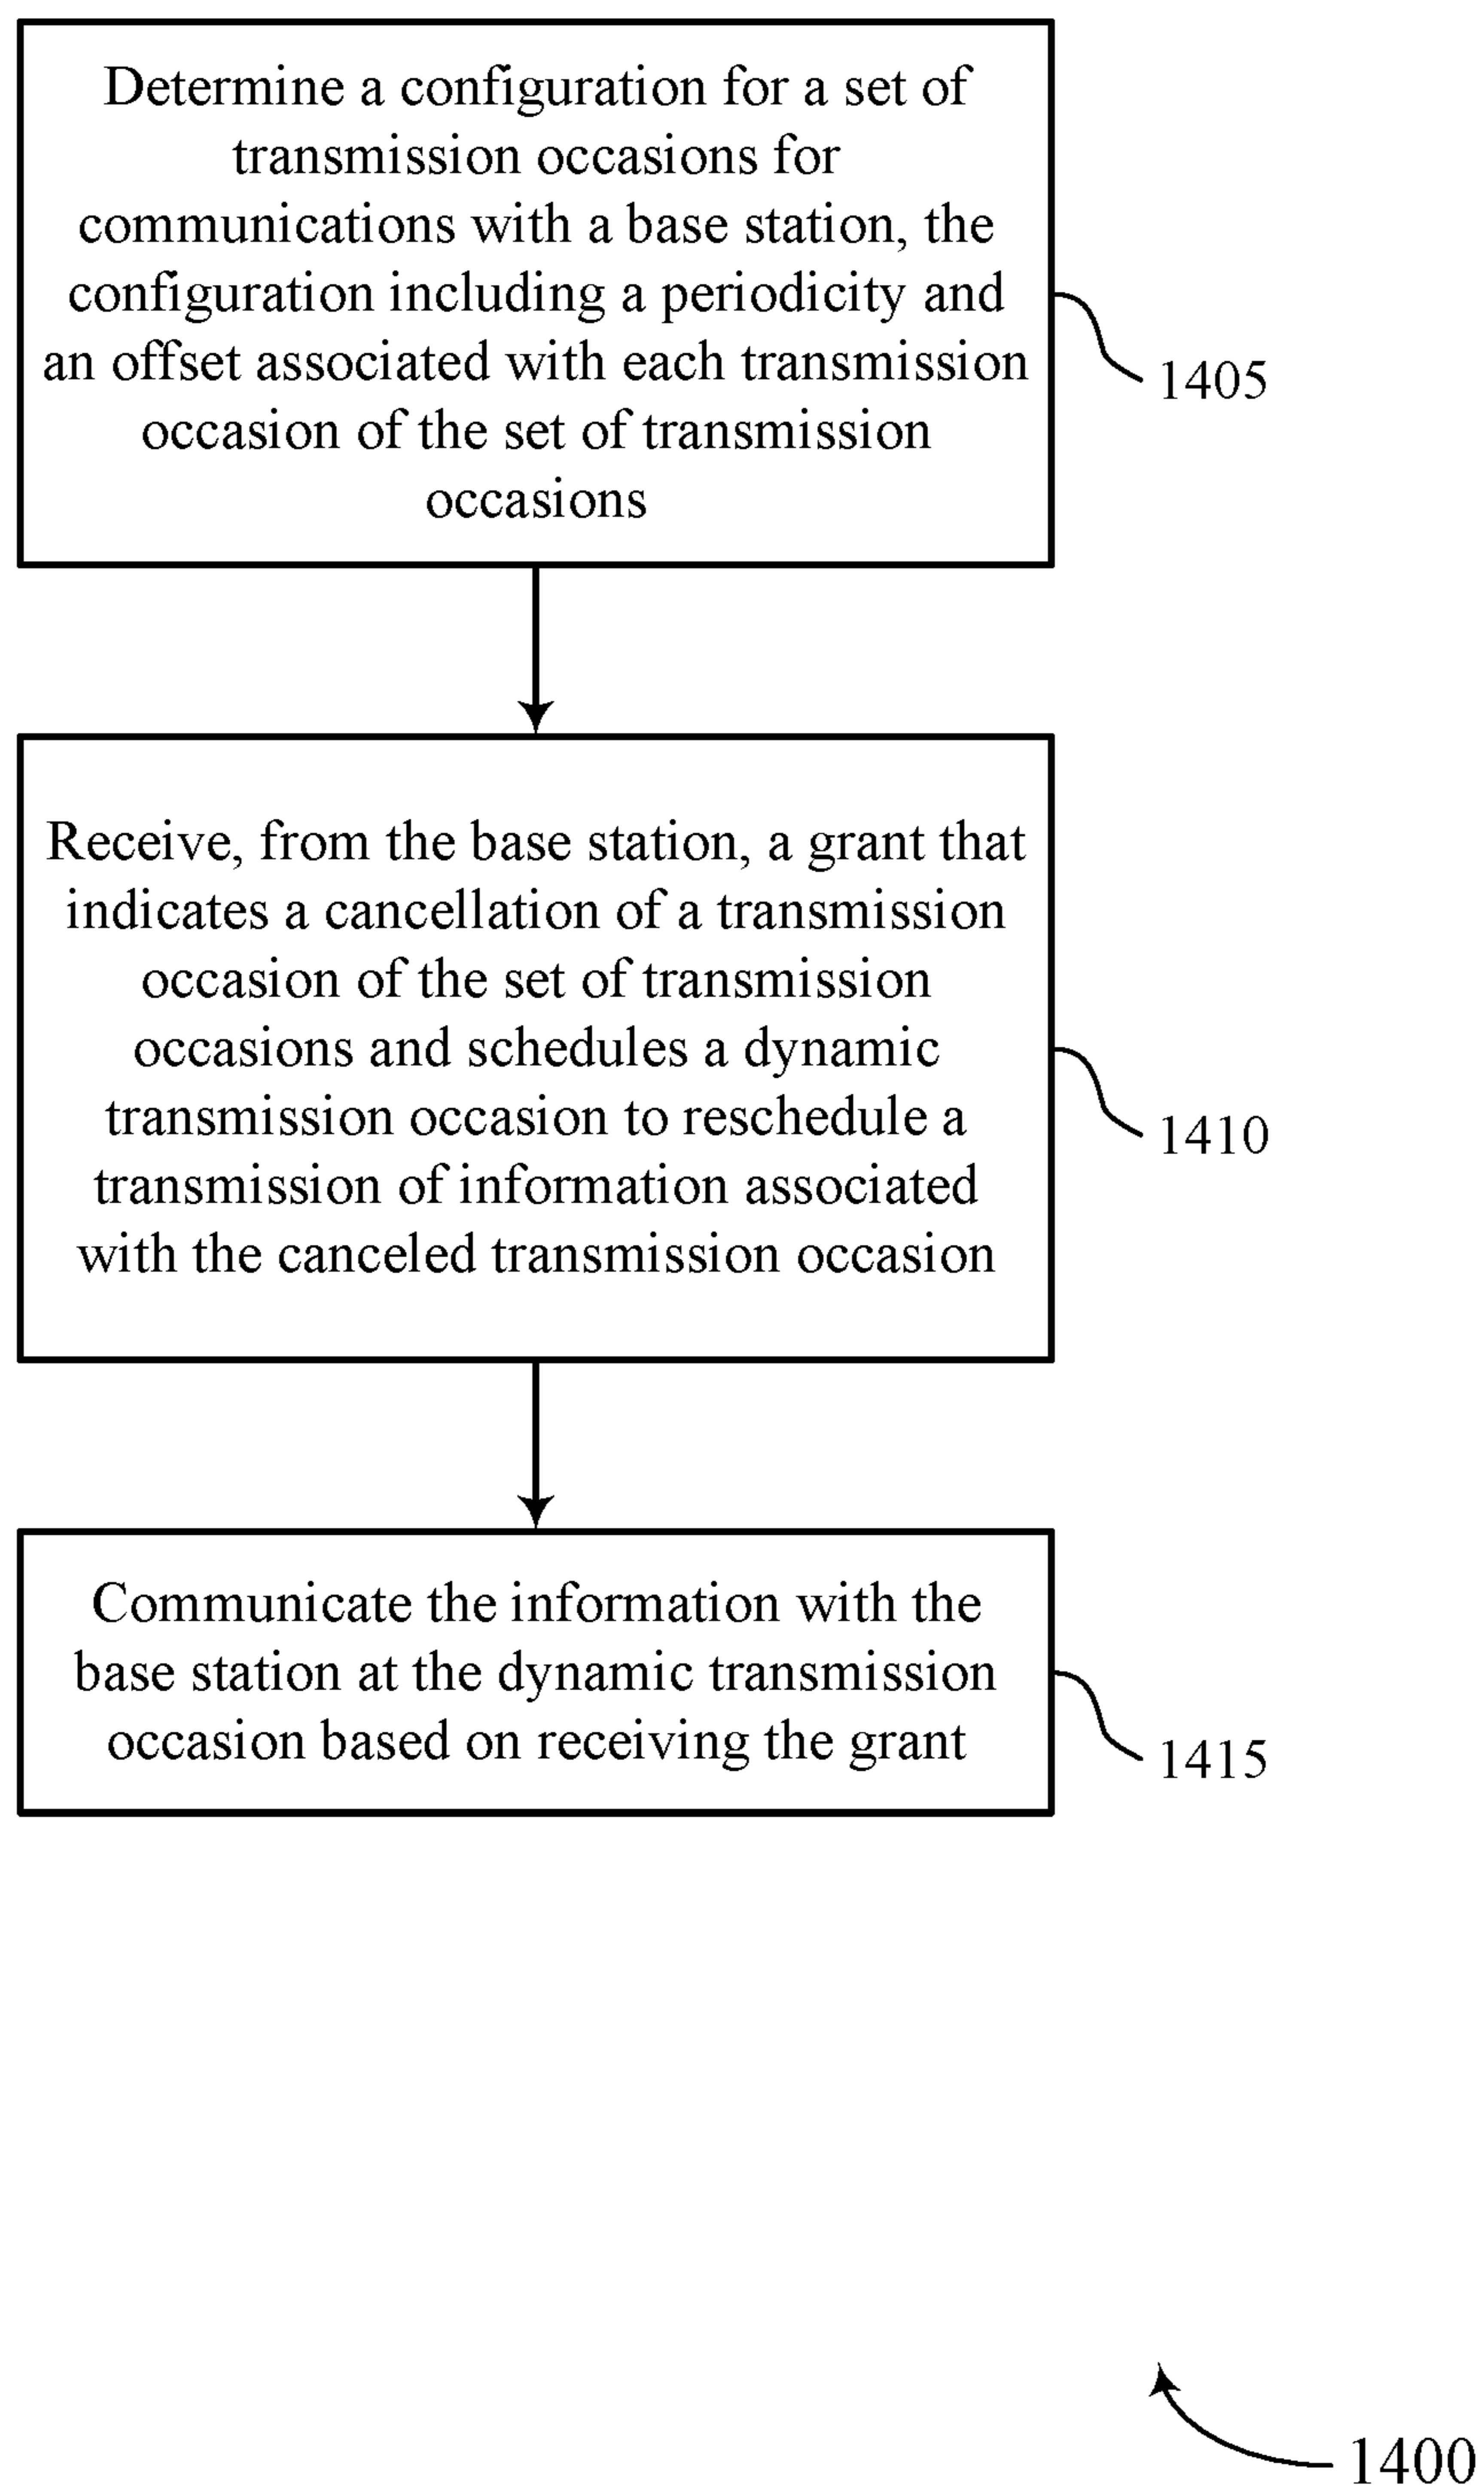 Determine a configuration for a set of
transmission occasions for
communications with a base station, the
configuration including a periodicity and
an offset associated with each transmission
occasion of the set of transmission
occasions
1405
Receive, from the base station, a grant that
indicates a cancellation of a transmission
occasion of the set of transmission
occasions and schedules a dynamic
transmission occasion to reschedule a
transmission of information associated
with the canceled transmission occasion
1410
Communicate the information with the
base station at the dynamic transmission
occasion based on receiving the grant
1415
1400